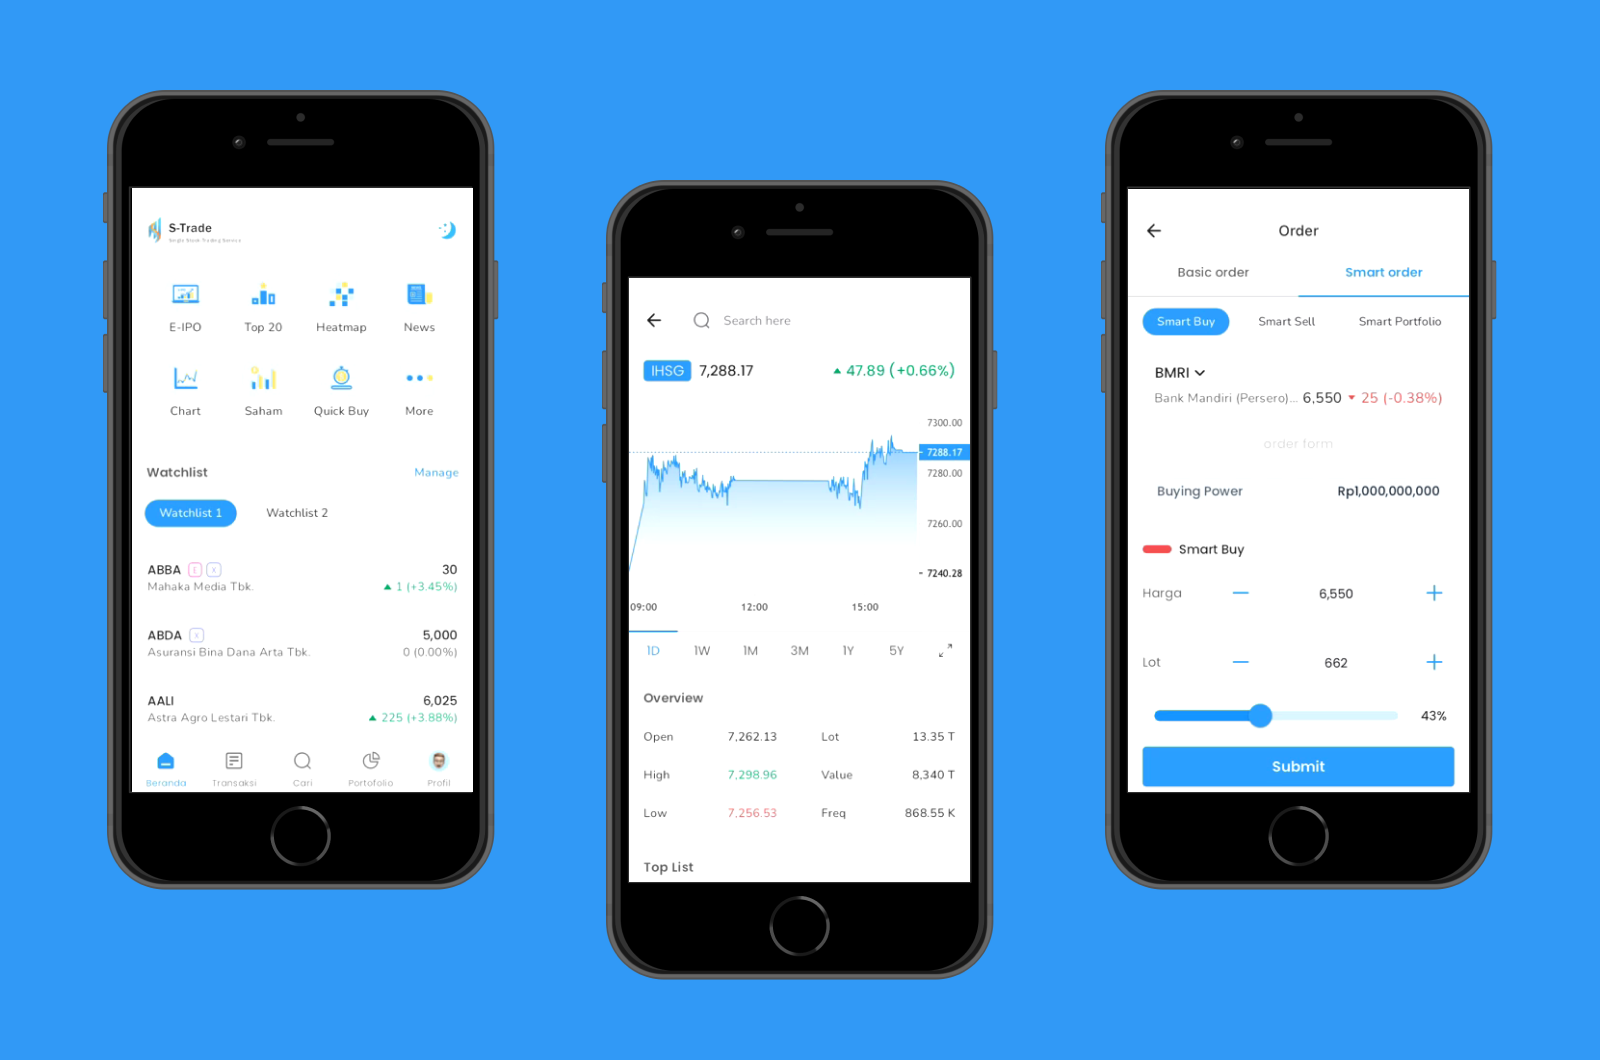 S-Trade
Single Stock Trading Service
E-IPO
Top 20
Heatmap
News
Chart
Saham
Quick Buy
More
Watchlist
Manage
Watchlist 1
Watchlist 2
ABBA E X
30
Mahaka Media Tbk.
1 (+3.45%)
ABDA X
5,000
Asuransi Bina Dana Arta Tbk.
0 (0.00%)
AALI
6,025
Astra Agro Lestari Tbk.
225 (+3.88%)
Beranda
Transaksi
Cari
Portofolio
Profil
Search here
IHSG 7,288.17
47.89 (+0.66%)
7300.00
7288.17
7280.00
7260.00
7240.28
09:00
12:00
15:00
1D
1W
1M
3M
1Y
5Y
Overview
Open 7,262.13
Lot 13.35 T
High 7,298.96
Value 8,340 T
Low 7,256.53
Freq 868.55 K
Top List
Order
Basic order
Smart order
Smart Buy
Smart Sell
Smart Portfolio
BMRI
Bank Mandiri (Persero)... 6,550 25 (-0.38%)
order form
Buying Power
Rp1,000,000,000
Smart Buy
Harga
6,550
Lot
662
43%
Submit